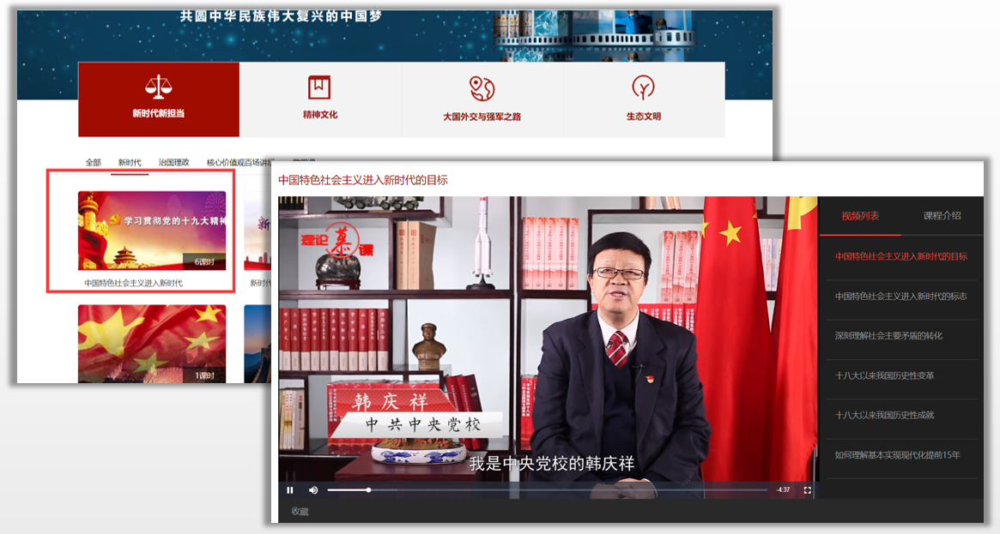 共圆中华民族伟大复兴的中国梦
新时代新担当
精神文化
大国外交与强军之路
生态文明
全部
新时代
治国理政
核心价值观百场讲坛
学习贯彻党的十九大精神
6课时
中国特色社会主义进入新时代
新时代
1课时
中国特色社会主义进入新时代的目标
理论慕课
韩庆祥
中共中央党校
我是中央党校的韩庆祥
-4:37
收藏
视频列表
课程介绍
中国特色社会主义进入新时代的目标
中国特色社会主义进入新时代的标志
深刻理解社会主要矛盾的转化
十八大以来我国历史性变革
十八大以来我国历史性成就
如何理解基本实现现代化提前15年